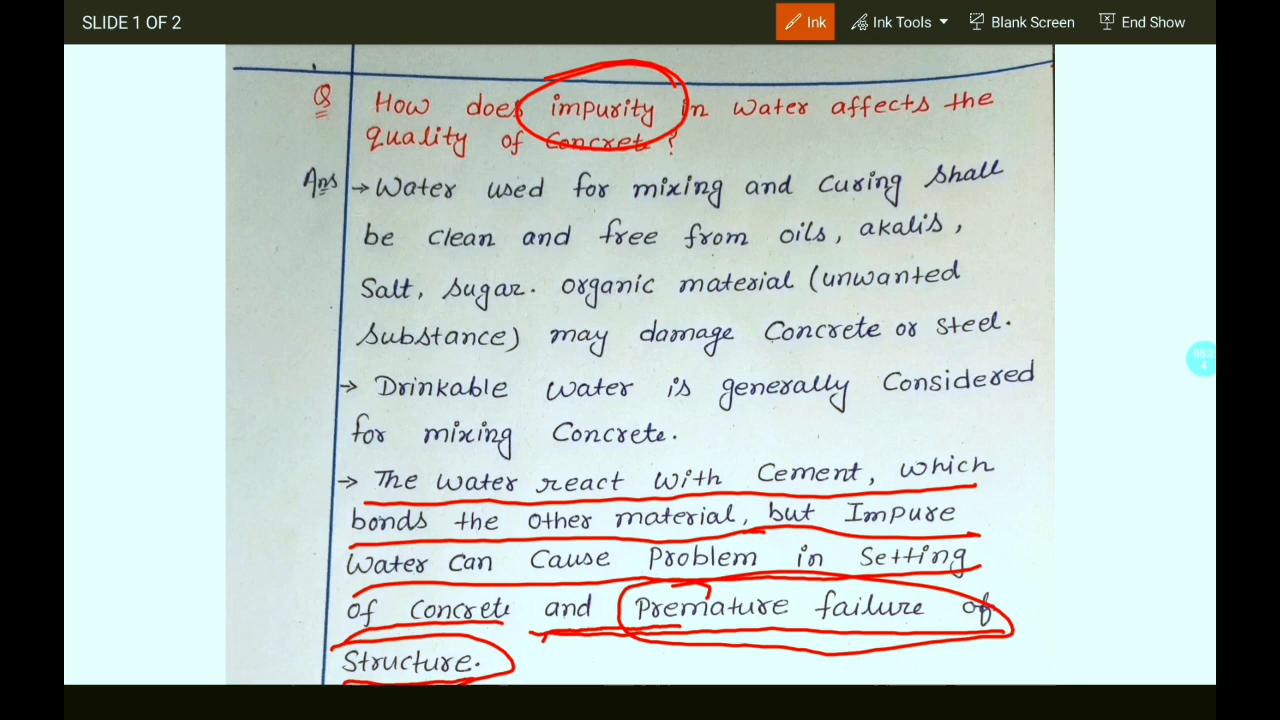 SLIDE 1 OF 2
Ink
Ink Tools
Blank Screen
End Show
Q How does impurity in water affects the
quality of Concrete?
Ans → Water used for mixing and Curing shall
be clean and free from oils, akalis,
Salt, sugar. organic material (unwanted
Substance) may damage Concrete or steel.
→ Drinkable water is generally Considered
for mixing Concrete.
→ The water react with Cement, which
bonds the other material, but Impure
Water can Cause Problem in Setting
of Concrete and Premature failure of
Structure.